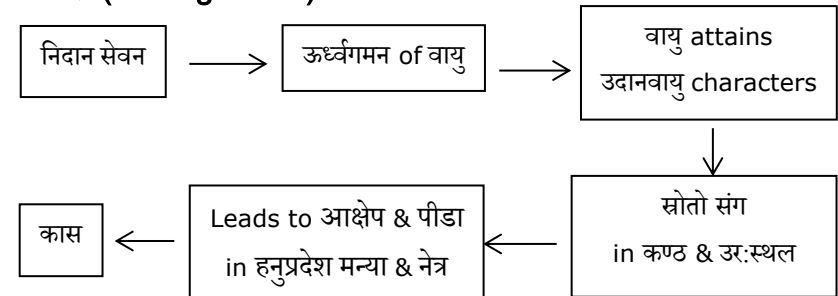 निदान सेवन
ऊर्ध्वगमन of वायु
वायु attains
उदानवायु characters
स्रोतो संग
in कण्ठ & उर:स्थल
Leads to आक्षेप & पीडा
in हनुप्रदेश मन्या & नेत्र
कास